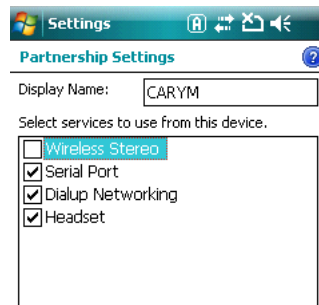 Settings
Partnership Settings
Display Name: CARYM
Select services to use from this device.
Wireless Stereo
Serial Port
Dialup Networking
Headset